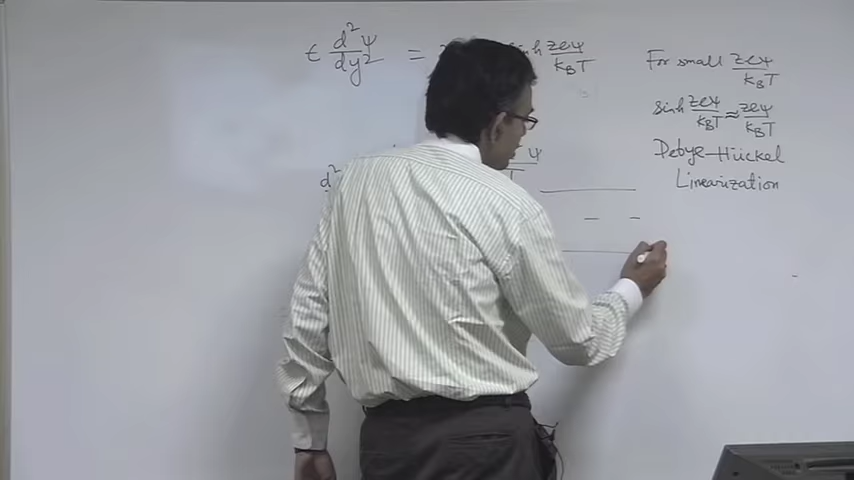 ϵ d²ψ/dy² = sinh zeψ/k_BT
d² ψ
For small zeψ/k_BT
sinh zeψ/k_BT ≈ zeψ/k_BT
Debye-Hückel
Linearization